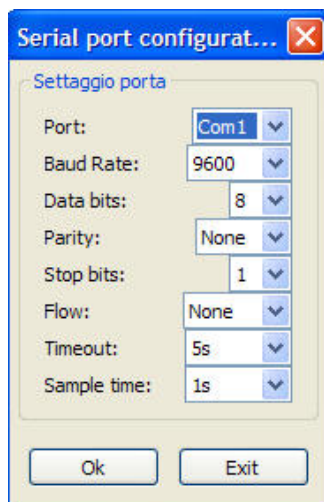 Serial port configurat...
Settaggio porta
Port: Com1
Baud Rate: 9600
Data bits: 8
Parity: None
Stop bits: 1
Flow: None
Timeout: 5s
Sample time: 1s
Ok Exit